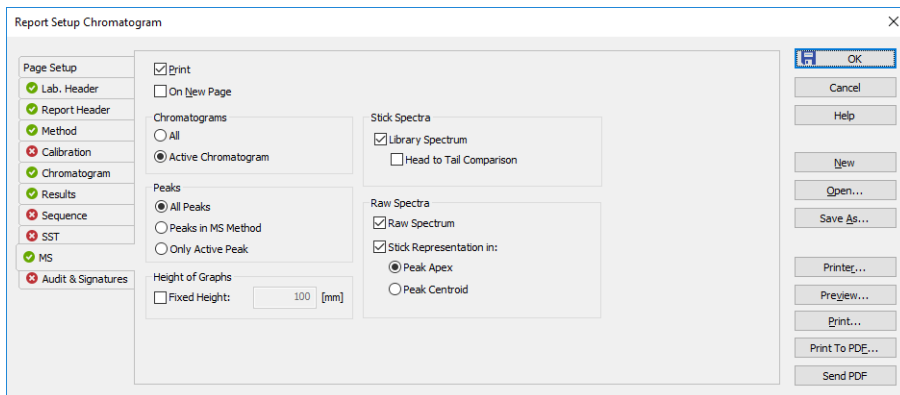 Report Setup Chromatogram
Page Setup
Lab. Header
Report Header
Method
Calibration
Chromatogram
Results
Sequence
SST
MS
Audit & Signatures
Print
On New Page
Chromatograms
All
Active Chromatogram
Peaks
All Peaks
Peaks in MS Method
Only Active Peak
Height of Graphs
Fixed Height: 100 [mm]
Stick Spectra
Library Spectrum
Head to Tail Comparison
Raw Spectra
Raw Spectrum
Stick Representation in:
Peak Apex
Peak Centroid
OK
Cancel
Help
New
Open...
Save As...
Printer...
Preview...
Print...
Print To PDF...
Send PDF